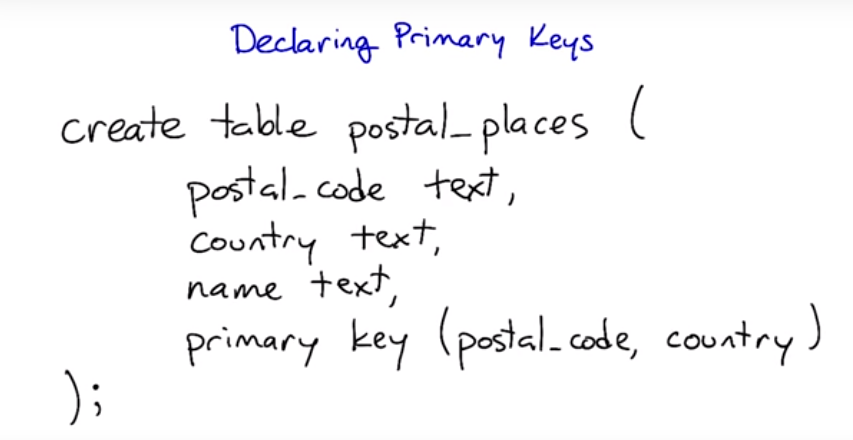 Declaring Primary Keys
create table postal_places (
postal_code text,
country text,
name text,
primary key (postal_code, country)
);